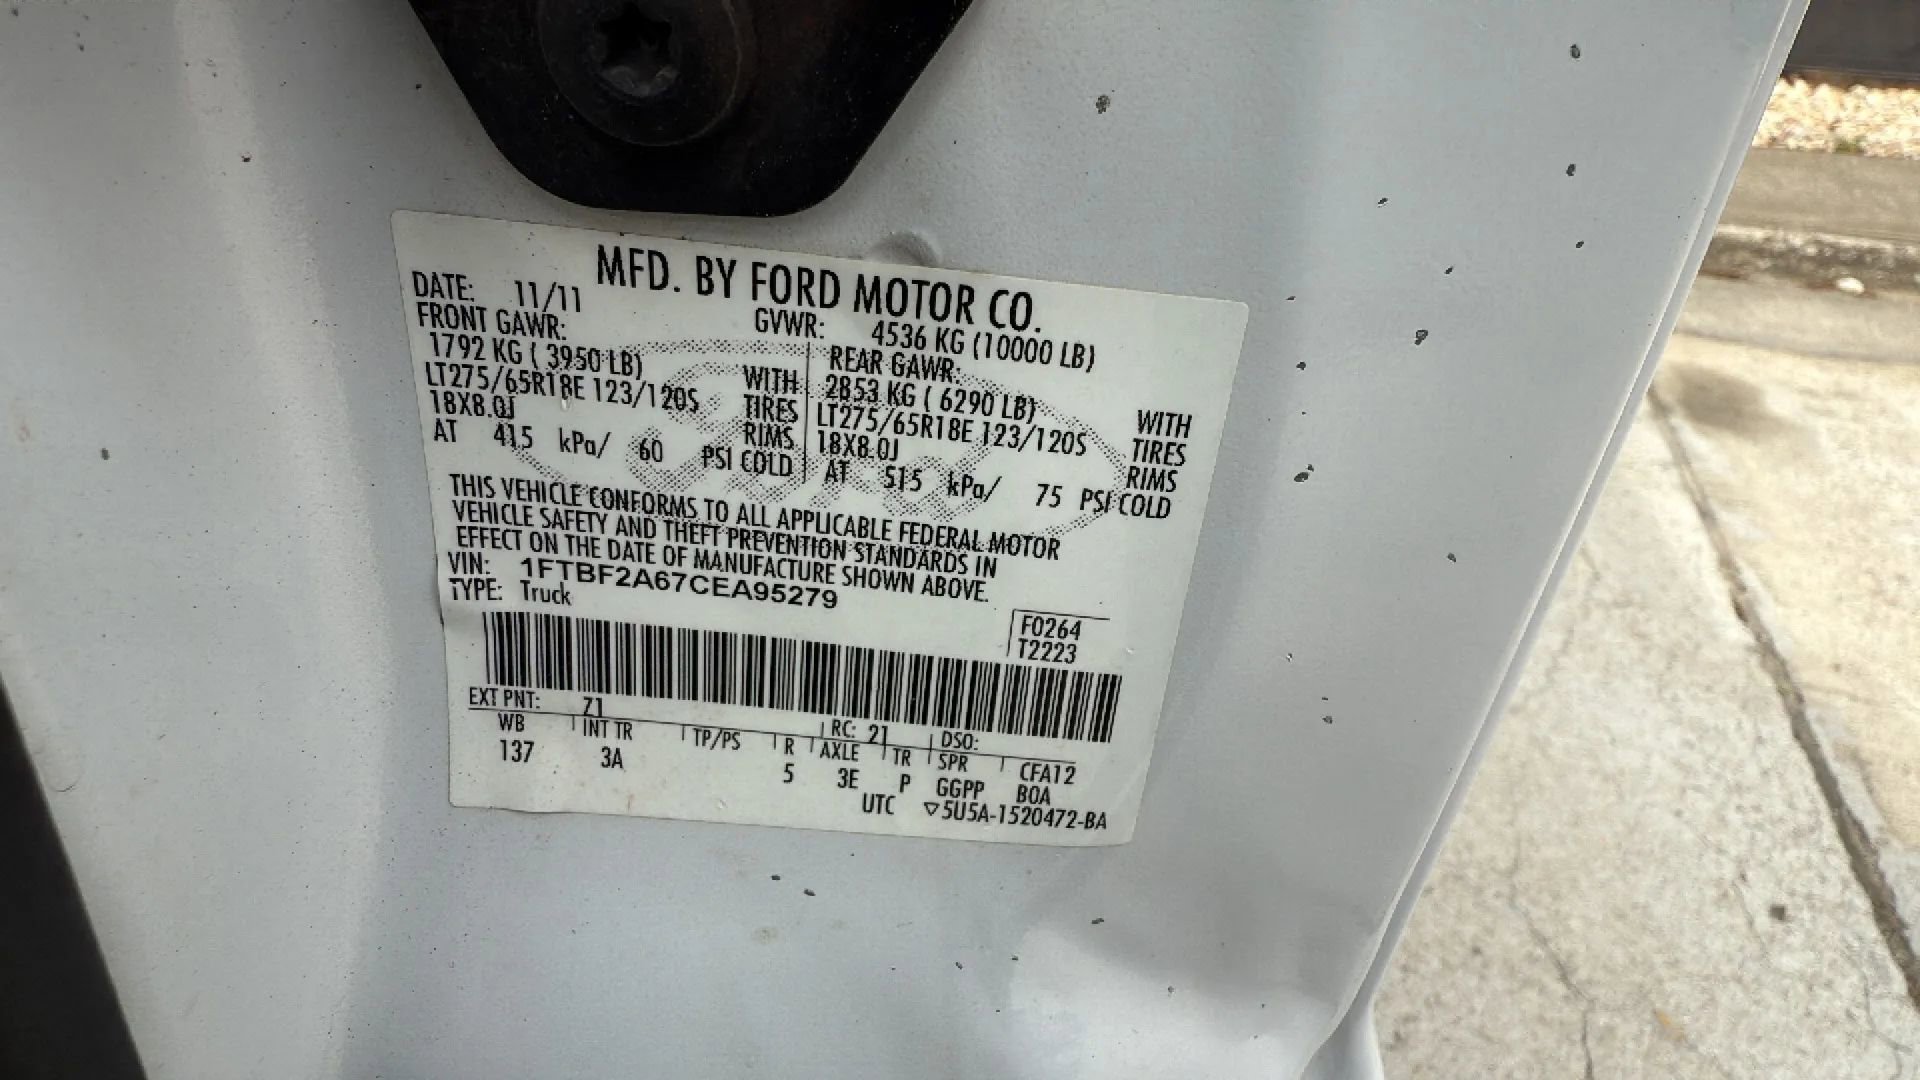 MFD. BY FORD MOTOR CO.
DATE: 11/11 GVWR: 4536 KG (10000 LB)
FRONT GAWR: REAR GAWR:
1792 KG ( 3950 LB) WITH 2853 KG ( 6290 LB) WITH
LT275/65R18E 123/120S TIRES LT275/65R18E 123/120S TIRES
18X8.0J RIMS 18X8.0J RIMS
AT 415 kPa/ 60 PSI COLD AT 515 kPa/ 75 PSI COLD
THIS VEHICLE CONFORMS TO ALL APPLICABLE FEDERAL MOTOR
VEHICLE SAFETY AND THEFT PREVENTION STANDARDS IN
EFFECT ON THE DATE OF MANUFACTURE SHOWN ABOVE.
VIN: 1FTBF2A67CEA95279
TYPE: Truck
F0264
T2223
EXT PNT: Z1 RC: 21 DSO:
WB INT TR TP/PS R AXLE TR SPR CFA12
137 3A 5 3E P GGPP BOA
UTC ▽5U5A-1520472-BA